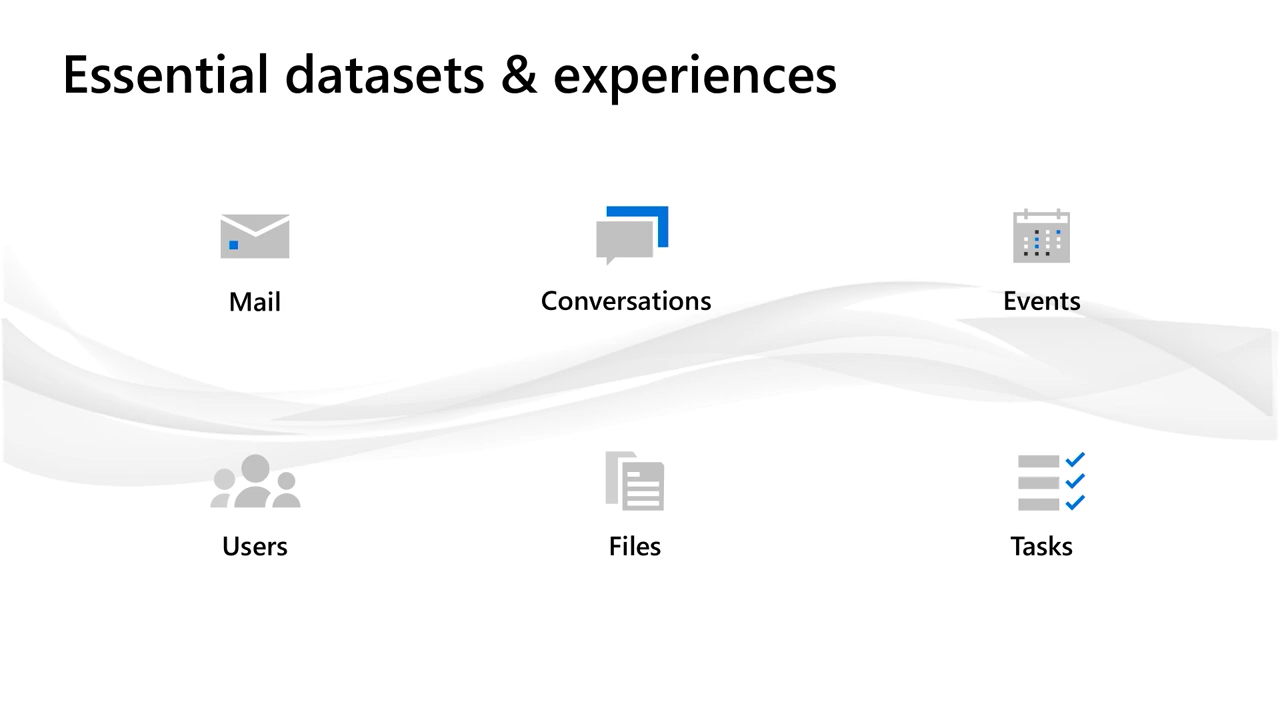 Essential datasets & experiences
Mail
Conversations
Events
Users
Files
Tasks